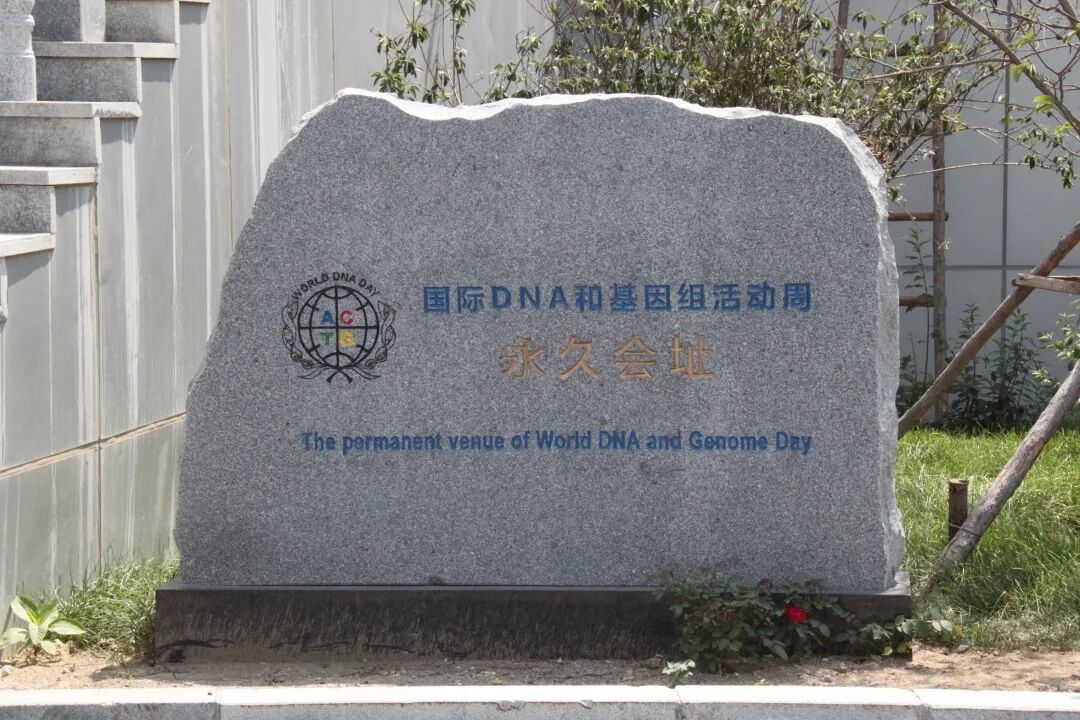 WORLD DNA DAY
A C
T G
国际DNA和基因组活动周
永久会址
The permanent venue of World DNA and Genome Day